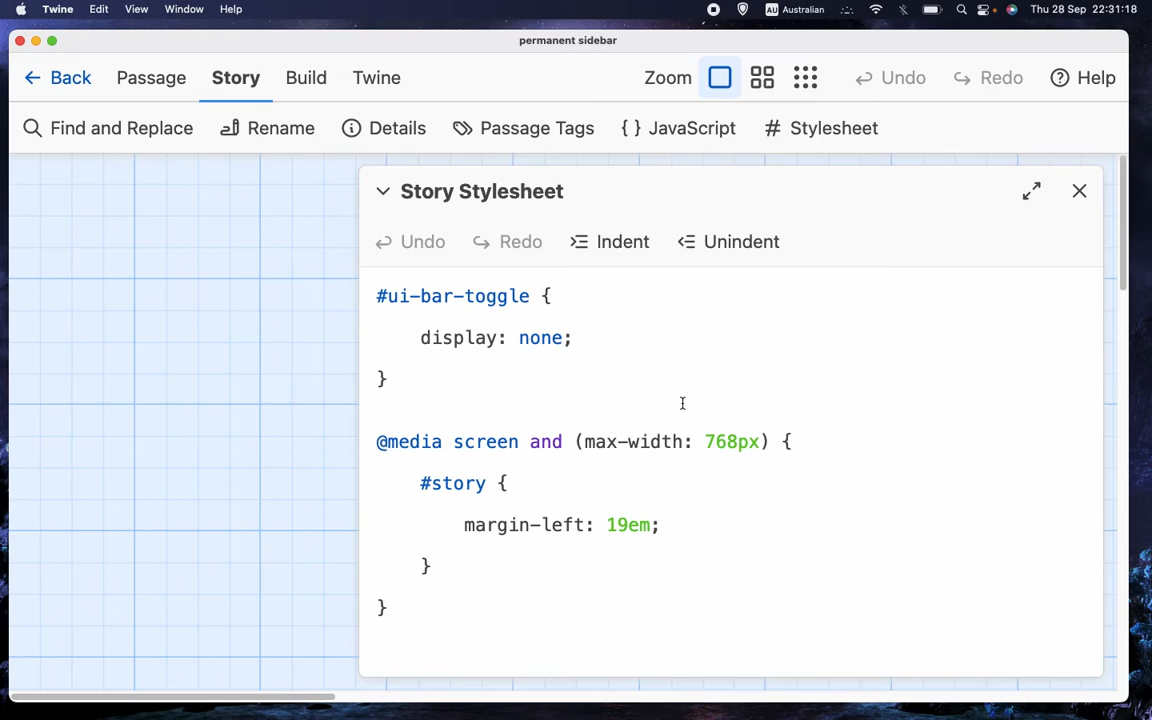 Twine Edit View Window Help AU Australian Thu 28 Sep 22:31:18
permanent sidebar
Back Passage Story Build Twine Zoom Undo Redo Help
Find and Replace Rename Details Passage Tags { } JavaScript # Stylesheet
Story Stylesheet
Undo Redo Indent Unindent
#ui-bar-toggle {
display: none;
}
@media screen and (max-width: 768px) {
#story {
margin-left: 19em;
}
}